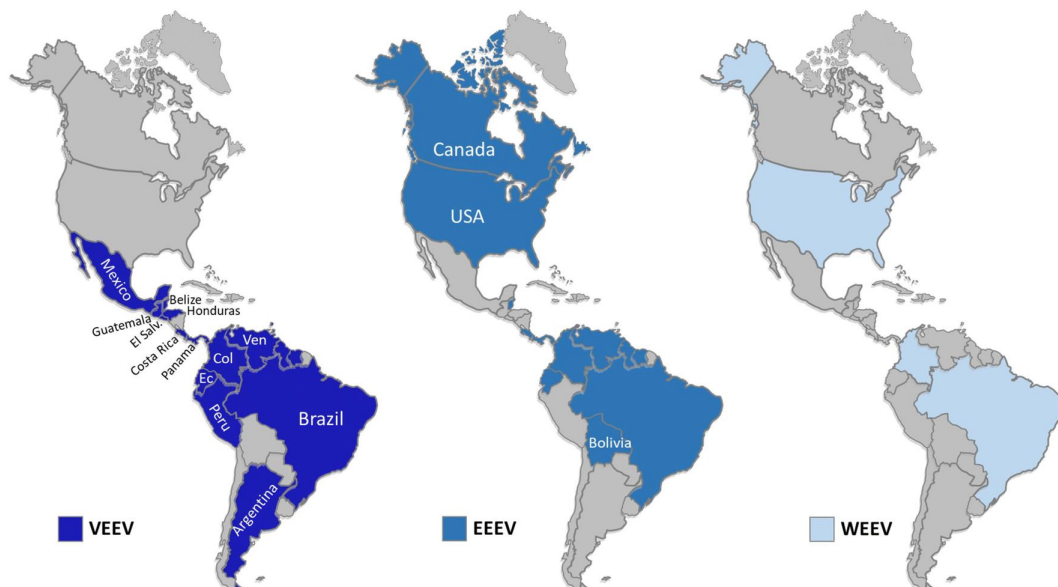 Canada
USA
Mexico
Belize
Honduras
Guatemala
El Salv.
Costa Rica
Panama
Ven
Col
Ec
Peru
Brazil
Argentina
Bolivia
VEEV
EEEV
WEEV